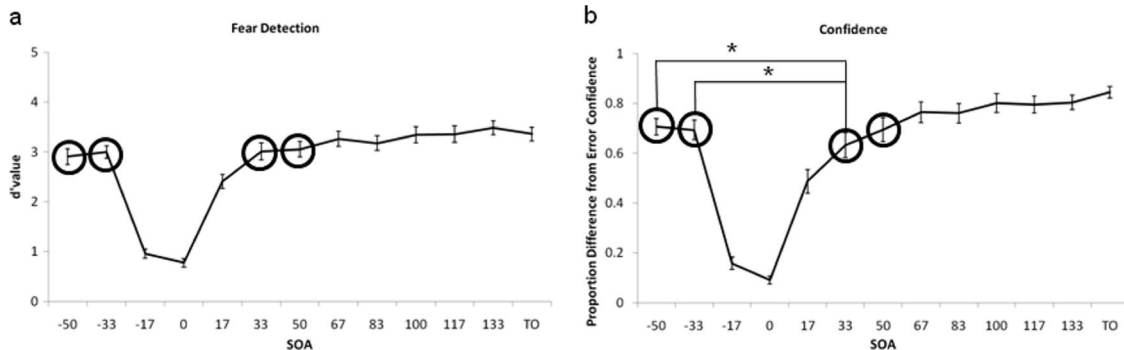 a
Fear Detection
5
4
3
2
1
0
d'value
-50 -33 -17 0 17 33 50 67 83 100 117 133 TO
SOA
b
Confidence
1
0.8
0.6
0.4
0.2
0
Proportion Difference from Error Confidence
*
*
-50 -33 -17 0 17 33 50 67 83 100 117 133 TO
SOA